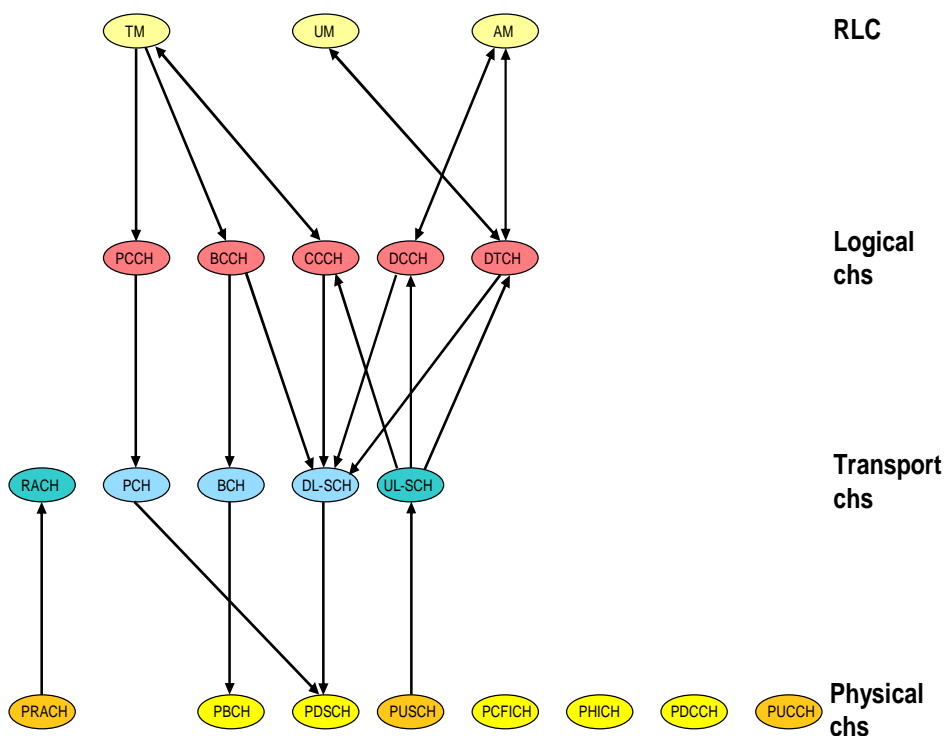 TM UM AM RLC
PCCH BCCH CCCH DCCH DTCH Logical
chs
RACH PCH BCH DL-SCH UL-SCH Transport
chs
PRACH PBCH PDSCH PUSCH PCFICH PHICH PDCCH PUCCH Physical
chs